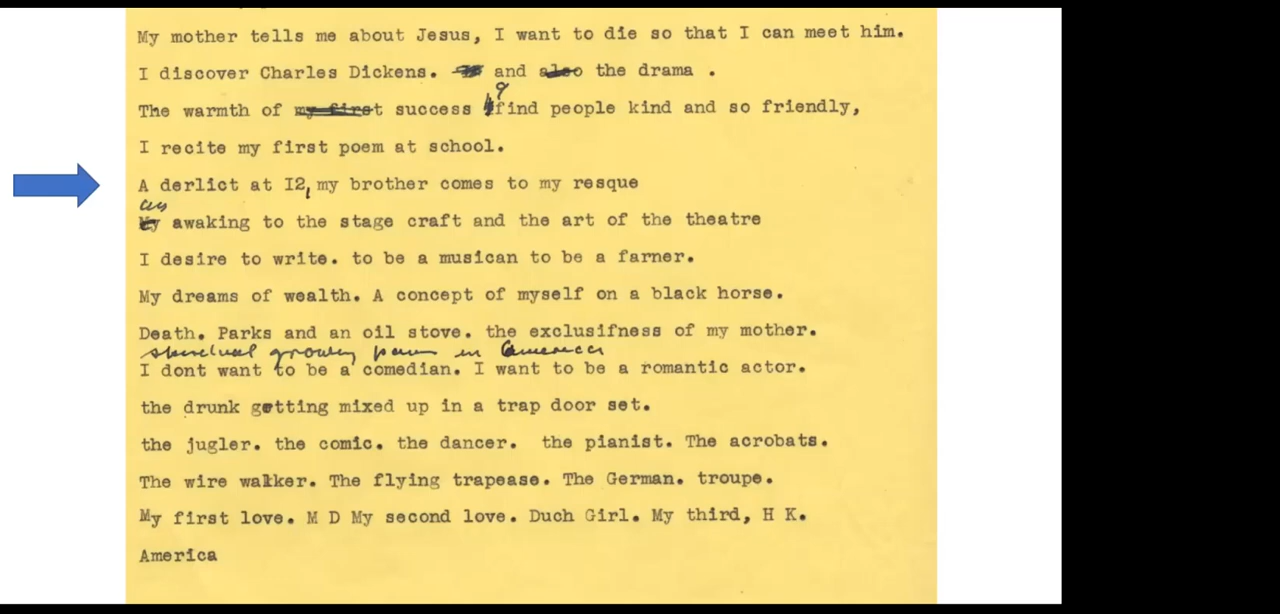 My mother tells me about Jesus, I want to die so that I can meet him.
I discover Charles Dickens. and also the drama .
The warmth of my first success I find people kind and so friendly,
I recite my first poem at school.
A derlict at I2, my brother comes to my resque
as
My awaking to the stage craft and the art of the theatre
I desire to write. to be a musican to be a farner.
My dreams of wealth. A concept of myself on a black horse.
Death. Parks and an oil stove. the exclusifness of my mother.
growing pains in America
I dont want to be a comedian. I want to be a romantic actor.
the drunk getting mixed up in a trap door set.
the jugler. the comic. the dancer. the pianist. The acrobats.
The wire walker. The flying trapease. The German. troupe.
My first love. M D My second love. Duch Girl. My third, H K.
America